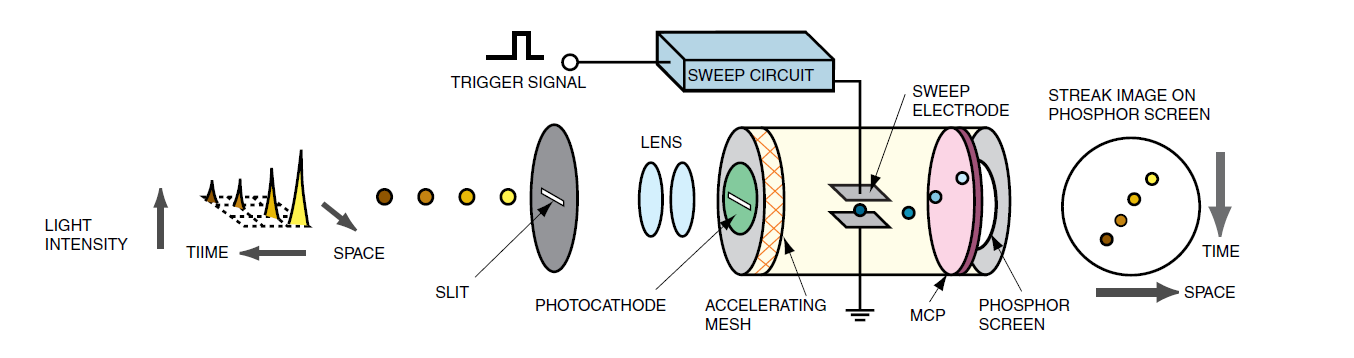 TRIGGER SIGNAL
SWEEP CIRCUIT
SWEEP
ELECTRODE
STREAK IMAGE ON
PHOSPHOR SCREEN
LENS
LIGHT
INTENSITY
TIIME
SPACE
SLIT
PHOTOCATHODE
ACCELERATING
MESH
MCP
PHOSPHOR
SCREEN
TIME
SPACE